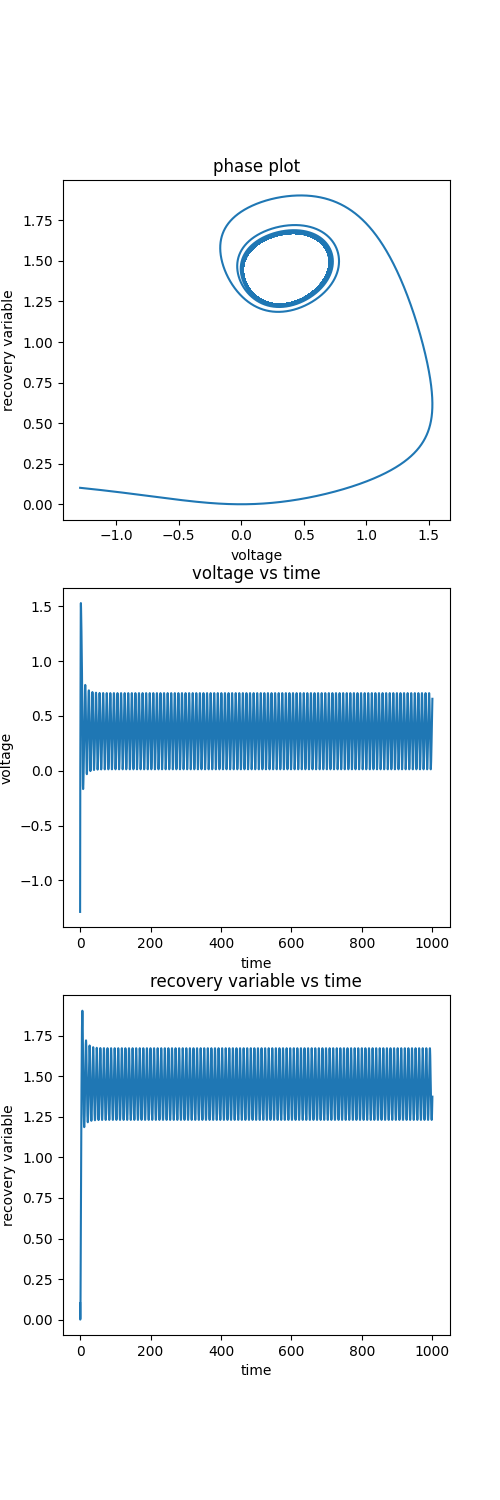 phase plot
1.75
1.50
1.25
1.00
0.75
0.50
0.25
0.00
recovery variable
−1.0 −0.5 0.0 0.5 1.0 1.5
voltage
voltage vs time
1.5
1.0
0.5
0.0
−0.5
−1.0
voltage
0 200 400 600 800 1000
time
recovery variable vs time
1.75
1.50
1.25
1.00
0.75
0.50
0.25
0.00
recovery variable
0 200 400 600 800 1000
time